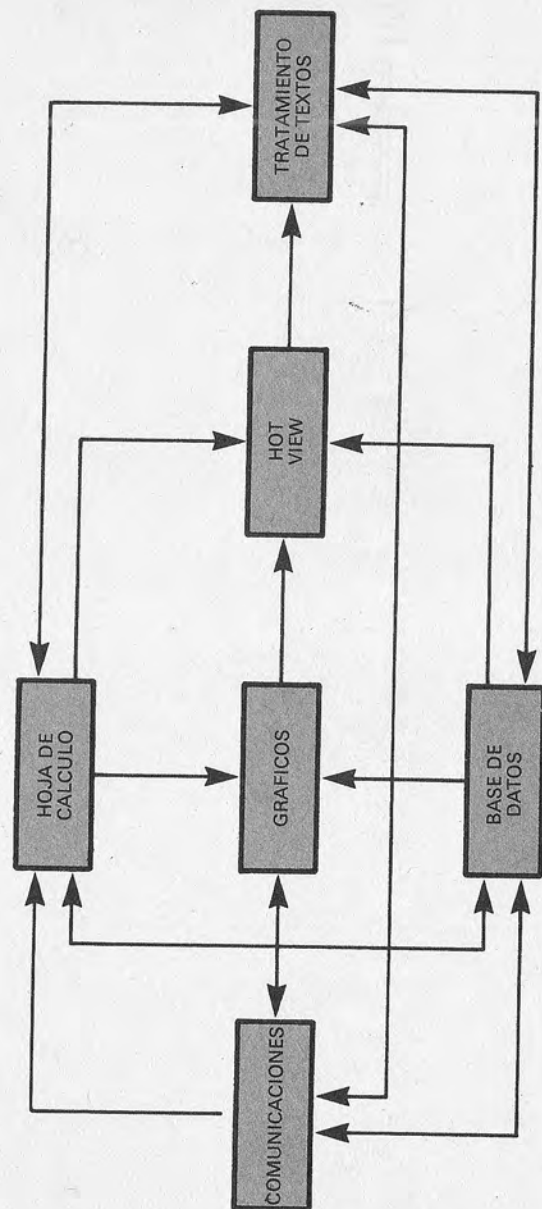 COMUNICACIONES
HOJA DE
CALCULO
GRAFICOS
BASE DE
DATOS
HOT
VIEW
TRATAMIENTO
DE TEXTOS